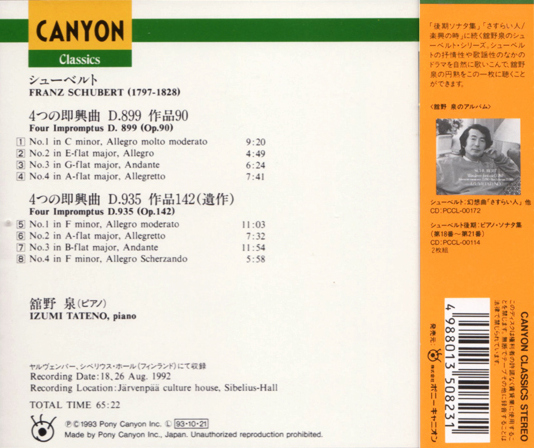 CANYON
Classics
シューベルト
FRANZ SCHUBERT (1797-1828)
4つの即興曲 D.899 作品90
Four Impromptus D. 899 (Op.90)
1 No.1 in C minor, Allegro molto moderato 9:20
2 No.2 in E-flat major, Allegro 4:49
3 No.3 in G-flat major, Andante 6:24
4 No.4 in A-flat major, Allegretto 7:41
4つの即興曲 D.935 作品142(遺作)
Four Impromptus D.935 (Op.142)
5 No.1 in F minor, Allegro moderato 11:03
6 No.2 in A-flat major, Allegretto 7:32
7 No.3 in B-flat major, Andante 11:54
8 No.4 in F minor, Allegro Scherzando 5:58
舘野 泉(ピアノ)
IZUMI TATENO, piano
ヤルヴェンパー、シベリウス・ホール(フィンランド)にて収録
Recording Date:18, 26 Aug. 1992
Recording Location:Järvenpää culture house, Sibelius-Hall
TOTAL TIME 65:22
Ⓟ©1993 Pony Canyon Inc. L 93-10-21
Made by Pony Canyon Inc., Japan. Unauthorized reproduction prohibited.
「後期ソナタ集」「さすらい人/
楽興の時」に続く舘野泉のシュ
ーベルト・シリーズ。シューベル
トの抒情性や歌謡性のなかの
ドラマを自然に歌いこんで、舘野
泉の円熟をこの一枚に聴くこと
ができます。
〈舘野 泉のアルバム〉
シューベルト:幻想曲「さすらい人」他
CD:PCCL-00172
シューベルト後期:ピアノ・ソナタ集
(第18番〜第21番)
CD:PCCL-00114
2枚組
CANYON CLASSICS STEREO
発売元
株式会社ポニーキャニオン
4 988013 508231